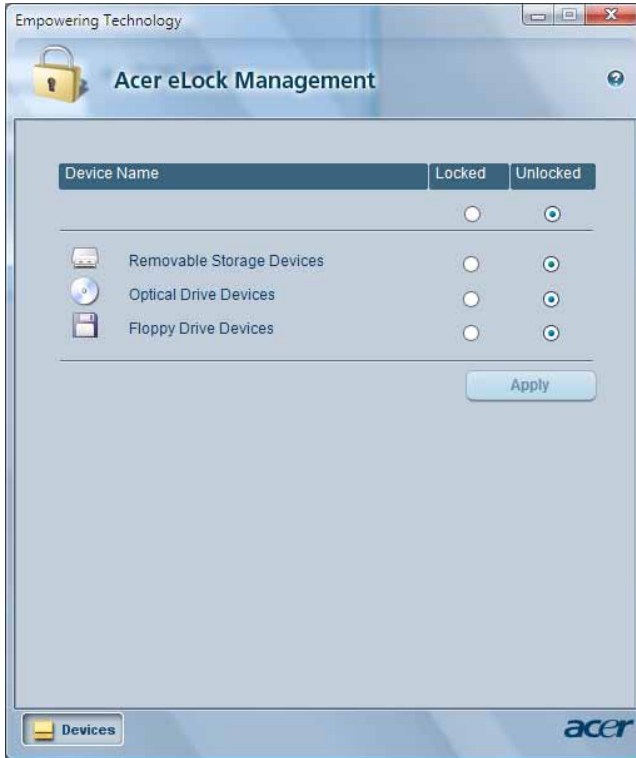 Empowering Technology
Acer eLock Management
Device Name Locked Unlocked
Removable Storage Devices
Optical Drive Devices
Floppy Drive Devices
Apply
Devices
acer